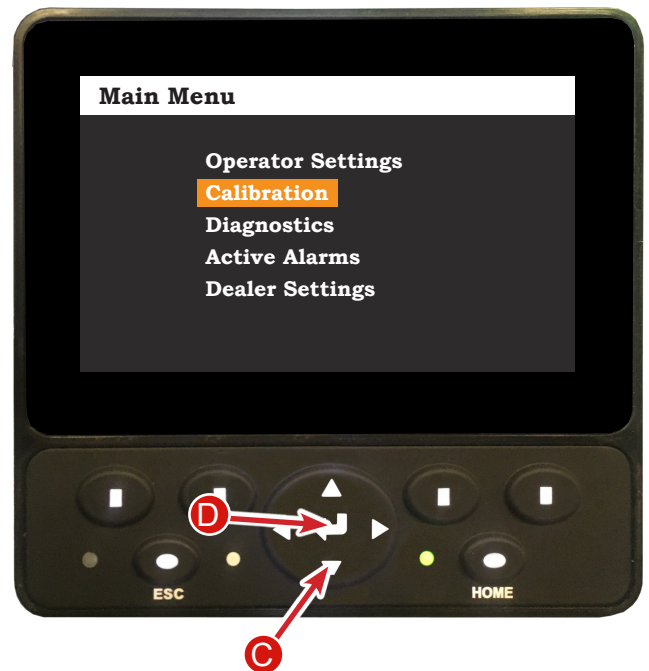 Main Menu
Operator Settings
Calibration
Diagnostics
Active Alarms
Dealer Settings
D
ESC
HOME
C